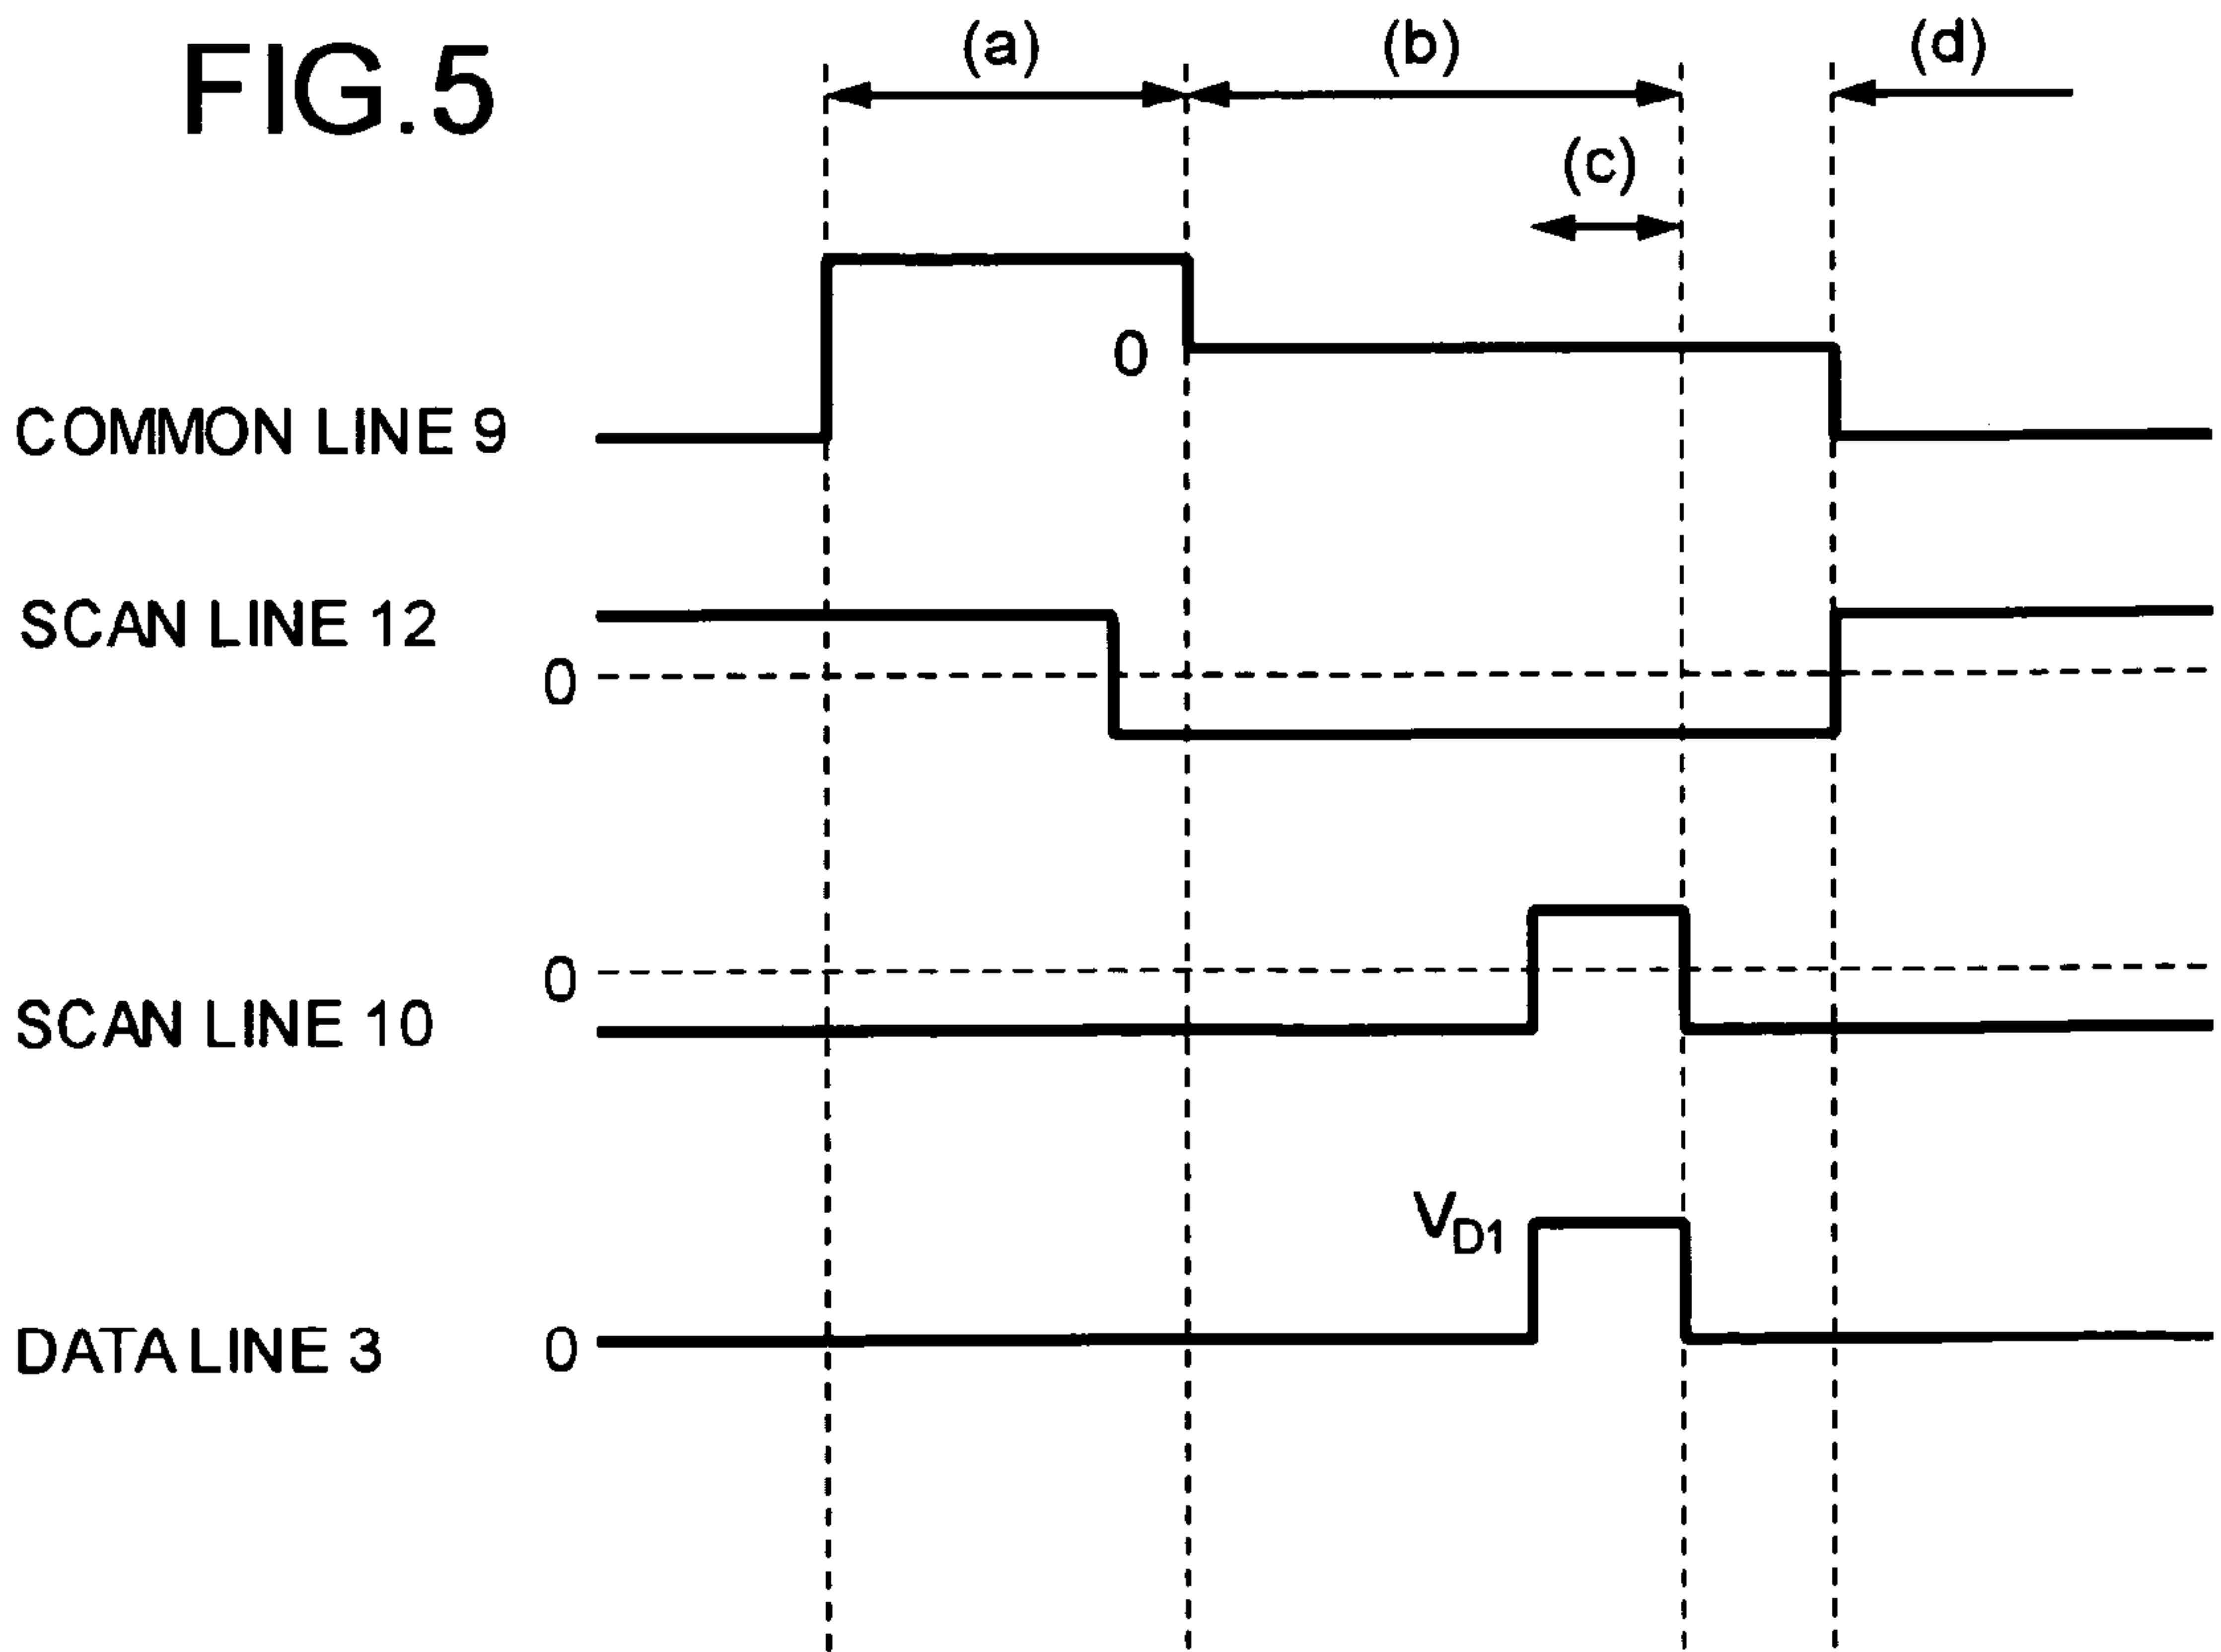 FIG.5
(a)
(b)
(d)
(c)
0
COMMON LINE 9
SCAN LINE 12
0
0
SCAN LINE 10
VD1
DATA LINE 3
0